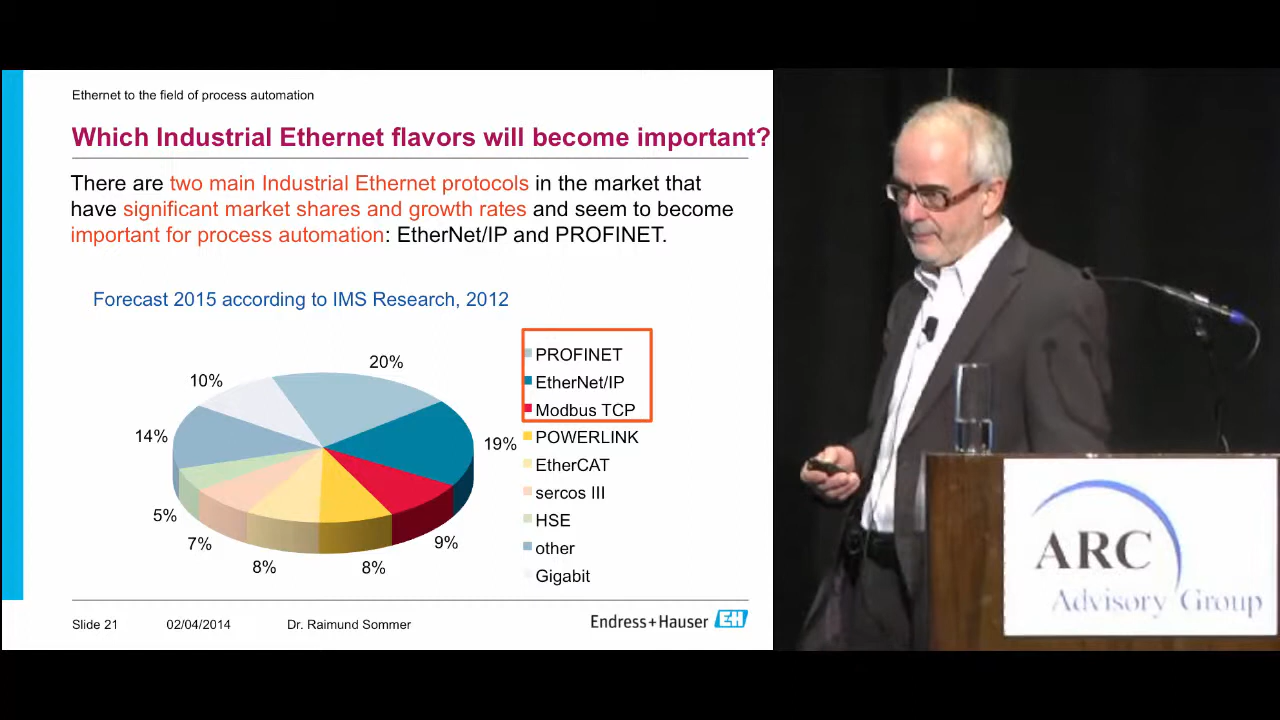 Ethernet to the field of process automation
Which Industrial Ethernet flavors will become important?
There are two main Industrial Ethernet protocols in the market that
have significant market shares and growth rates and seem to become
important for process automation: EtherNet/IP and PROFINET.
Forecast 2015 according to IMS Research, 2012
20%
10%
14%
19%
5%
7%
8%
8%
9%
PROFINET
EtherNet/IP
Modbus TCP
POWERLINK
EtherCAT
sercos III
HSE
other
Gigabit
Slide 21
02/04/2014
Dr. Raimund Sommer
Endress+Hauser
EH
ARC
Advisory Group